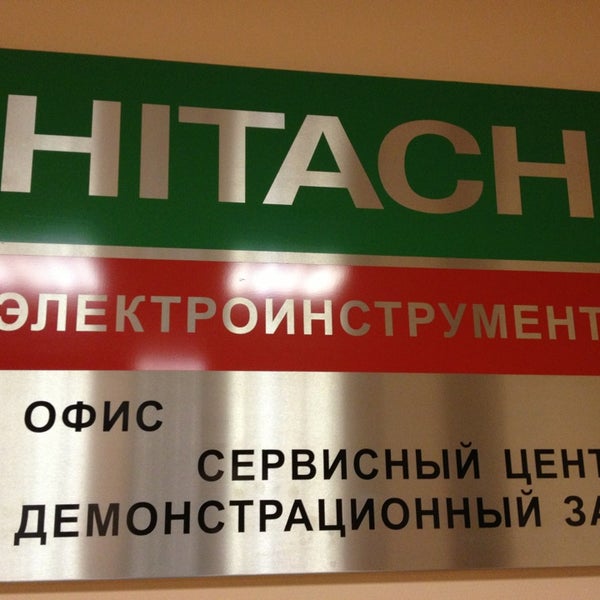 HITACH
ЭЛЕКТРОИНСТРУМЕНТ
ОФИС
СЕРВИСНЫЙ ЦЕНТ
ДЕМОНСТРАЦИОННЫЙ ЗА